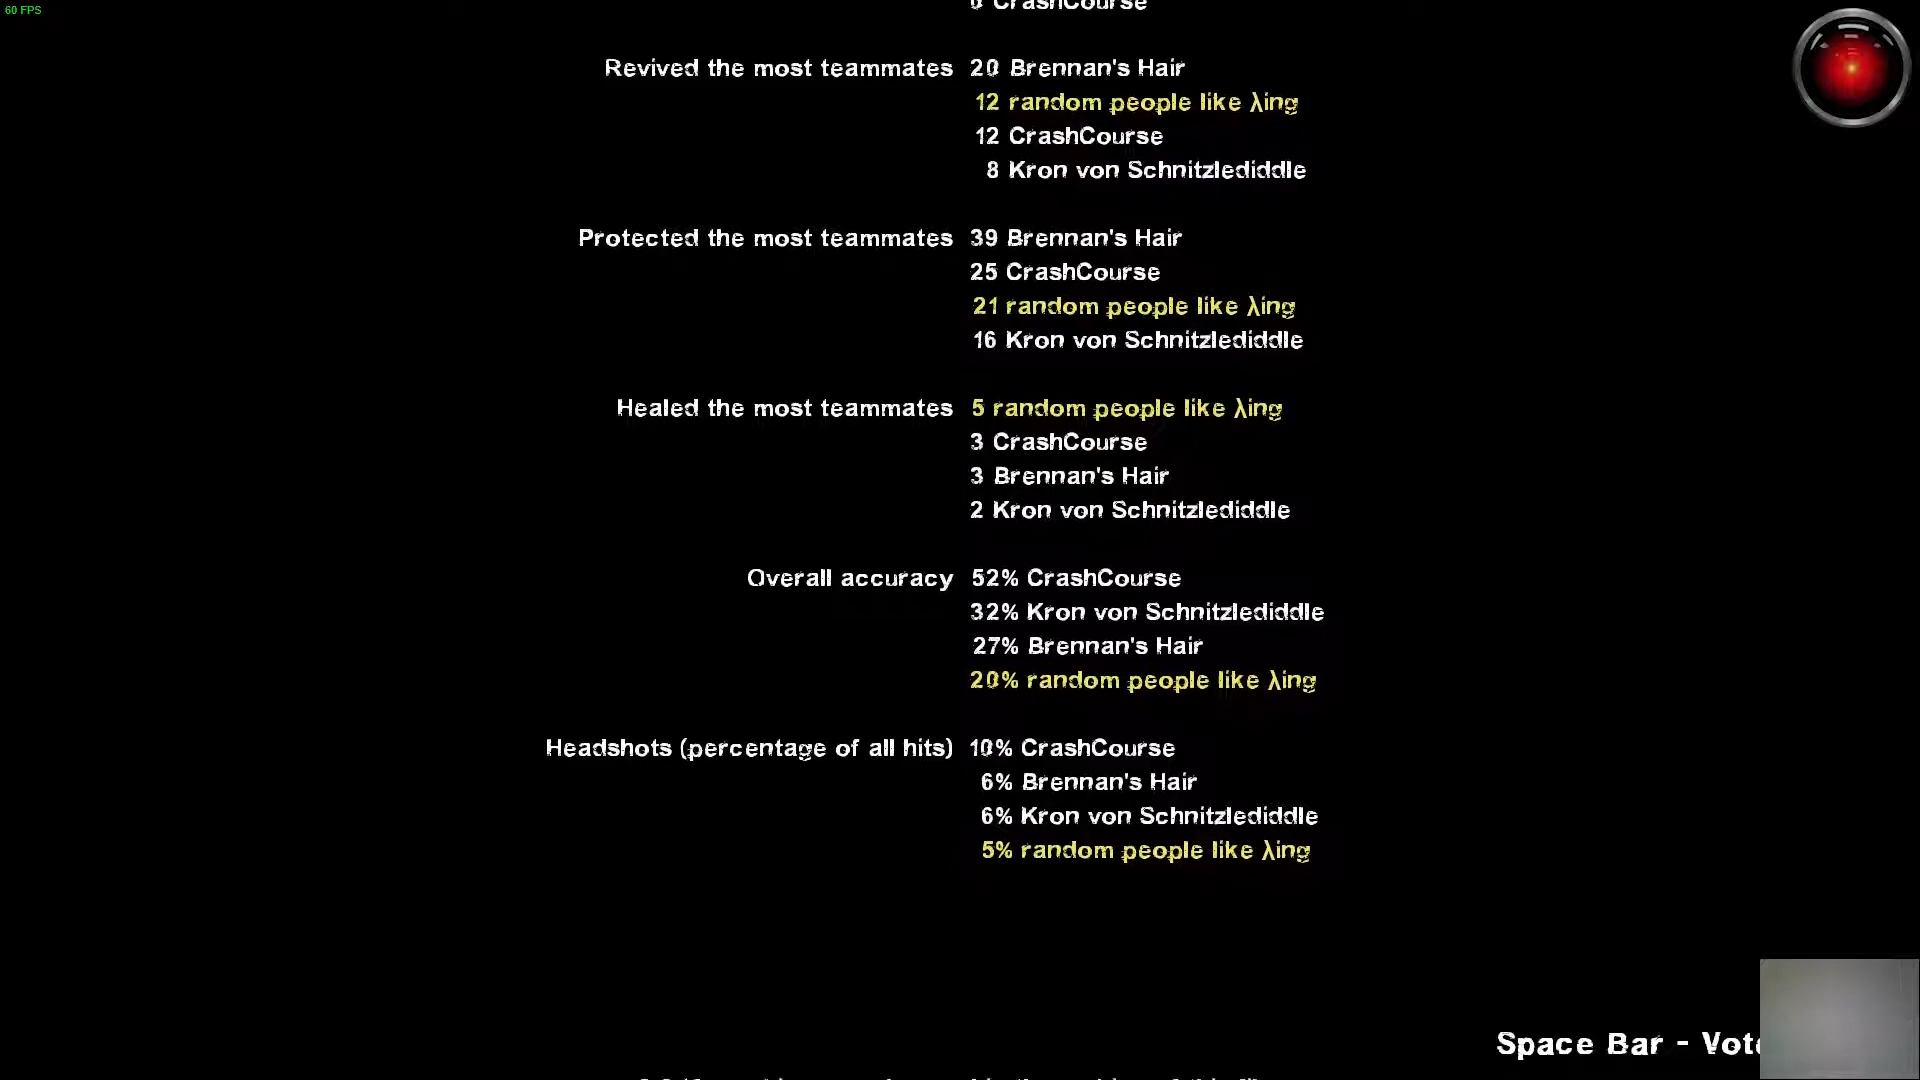 60 FPS
6 CrashCourse
Revived the most teammates 20 Brennan's Hair
12 random people like λing
12 CrashCourse
8 Kron von Schnitzlediddle
Protected the most teammates 39 Brennan's Hair
25 CrashCourse
21 random people like λing
16 Kron von Schnitzlediddle
Healed the most teammates 5 random people like λing
3 CrashCourse
3 Brennan's Hair
2 Kron von Schnitzlediddle
Overall accuracy 52% CrashCourse
32% Kron von Schnitzlediddle
27% Brennan's Hair
20% random people like λing
Headshots (percentage of all hits) 10% CrashCourse
6% Brennan's Hair
6% Kron von Schnitzlediddle
5% random people like λing
Space Bar - Vote